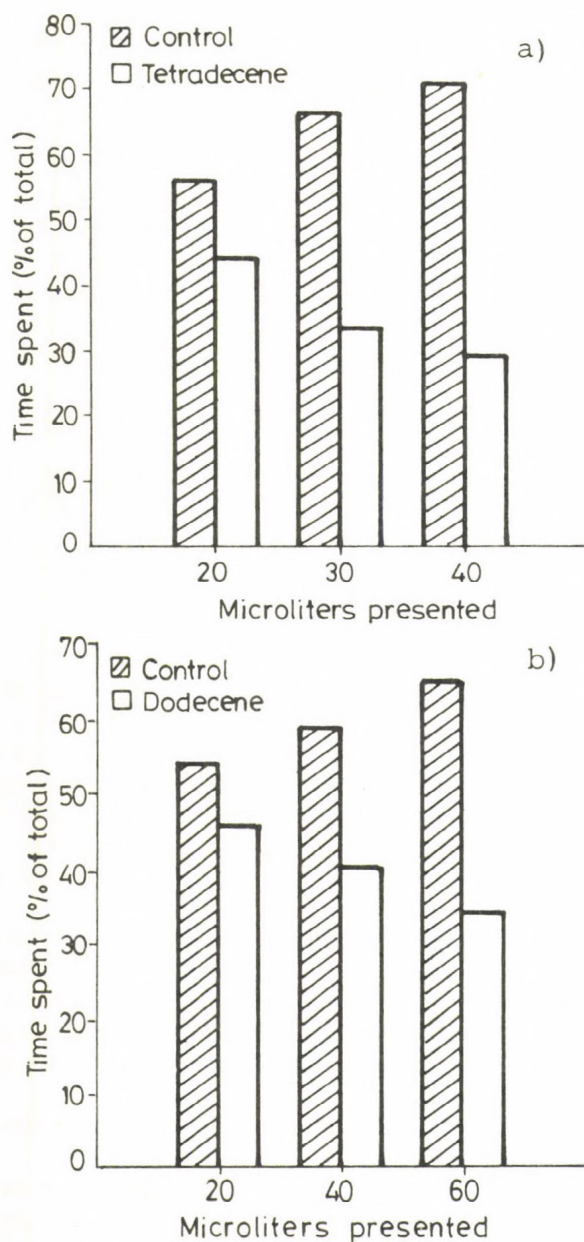 80
70
60
50
40
30
20
10
0
Time spent (% of total)
Control
Tetradecene
a)
20 30 40
Microliters presented
70
60
50
40
30
20
10
0
Time spent (% of total)
Control
Dodecene
b)
20 40 60
Microliters presented